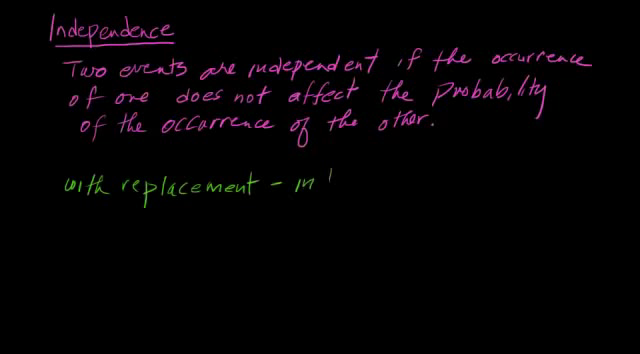 Independence
Two events are independent if the occurrence
of one does not affect the Probability
of the occurrence of the other.
with replacement - in